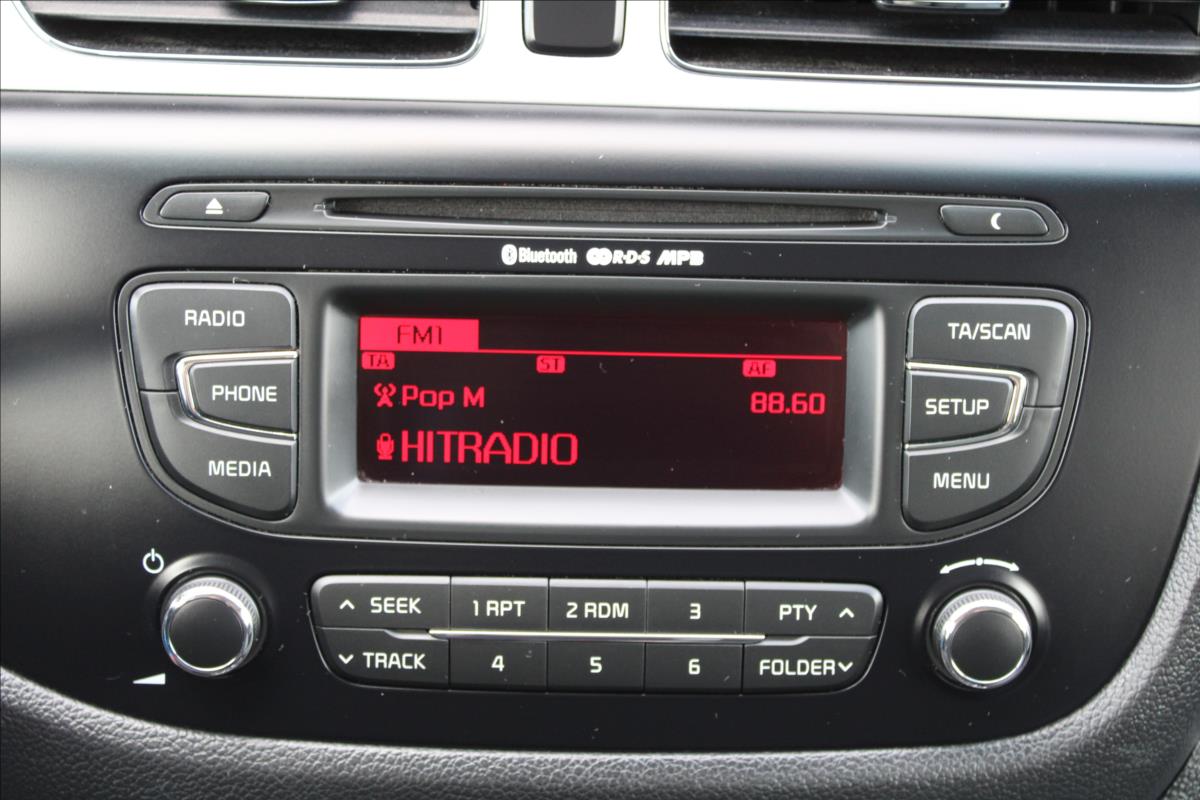 Bluetooth R·D·S MP3
RADIO
PHONE
MEDIA
FM1
TA ST AF
Pop M 88.60
HITRADIO
TA/SCAN
SETUP
MENU
SEEK 1 RPT 2 RDM 3 PTY
TRACK 4 5 6 FOLDER